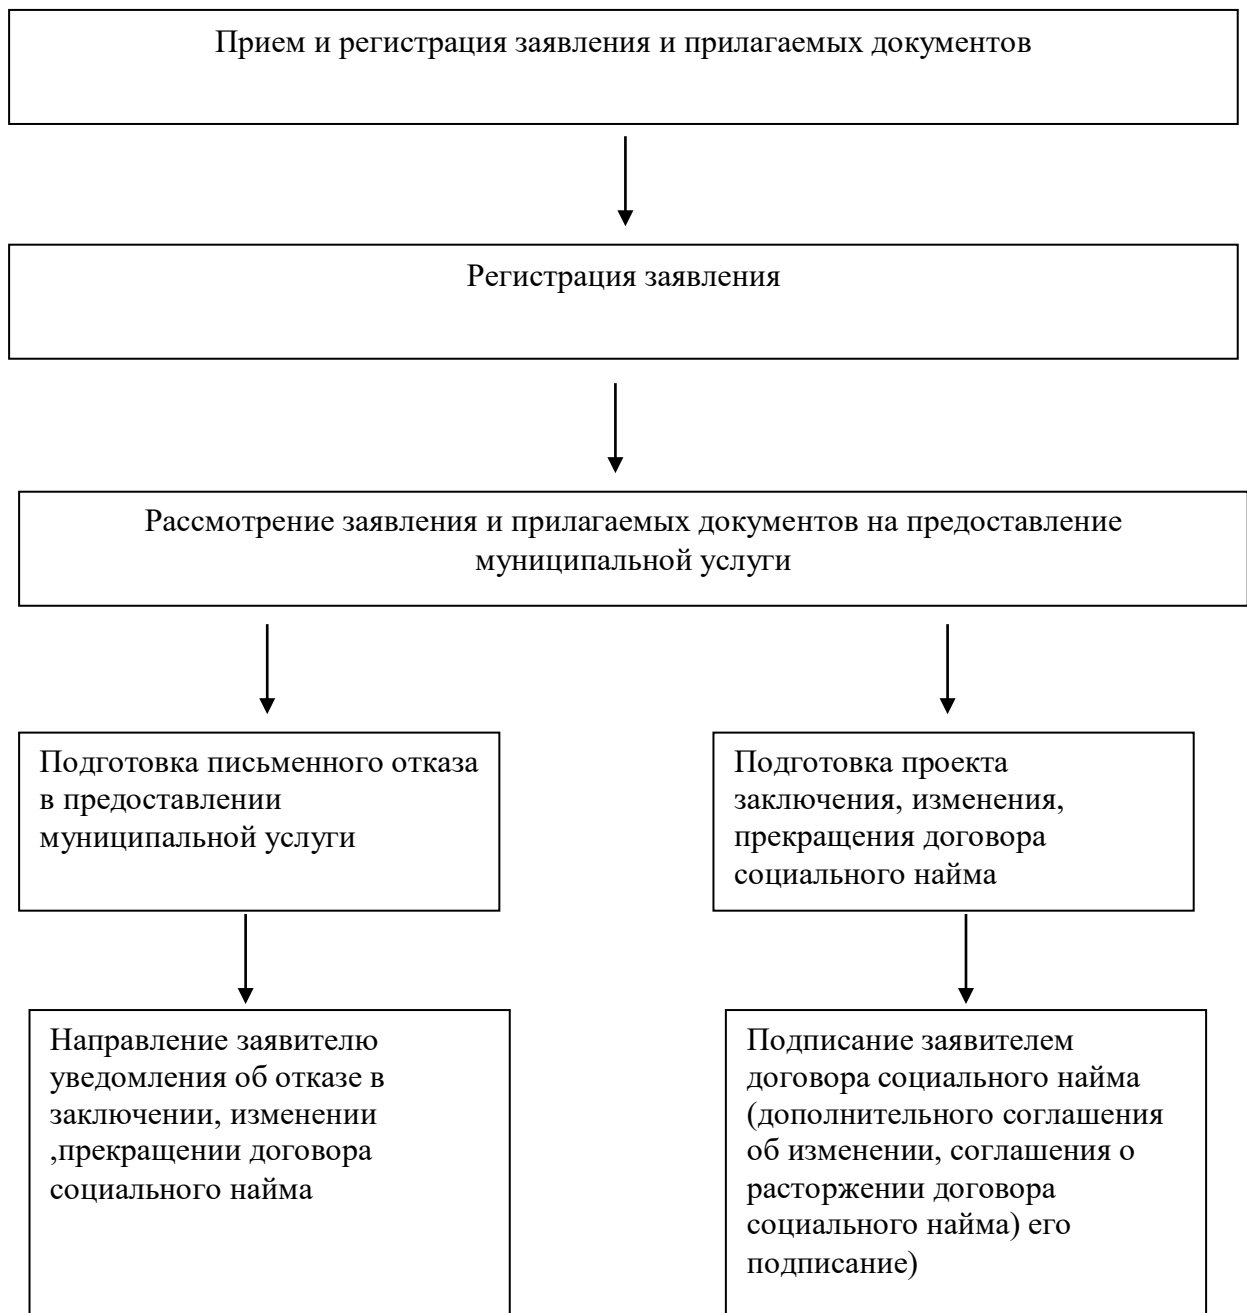 Прием и регистрация заявления и прилагаемых документов
Регистрация заявления
Рассмотрение заявления и прилагаемых документов на предоставление
муниципальной услуги
Подготовка письменного отказа
в предоставлении
муниципальной услуги
Подготовка проекта
заключения, изменения,
прекращения договора
социального найма
Направление заявителю
уведомления об отказе в
заключении, изменении
,прекращении договора
социального найма
Подписание заявителем
договора социального найма
(дополнительного соглашения
об изменении, соглашения о
расторжении договора
социального найма) его
подписание)